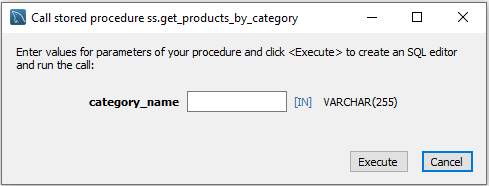 Call stored procedure ss.get_products_by_category
Enter values for parameters of your procedure and click <Execute> to create an SQL editor
and run the call:
category_name [IN] VARCHAR(255)
Execute Cancel